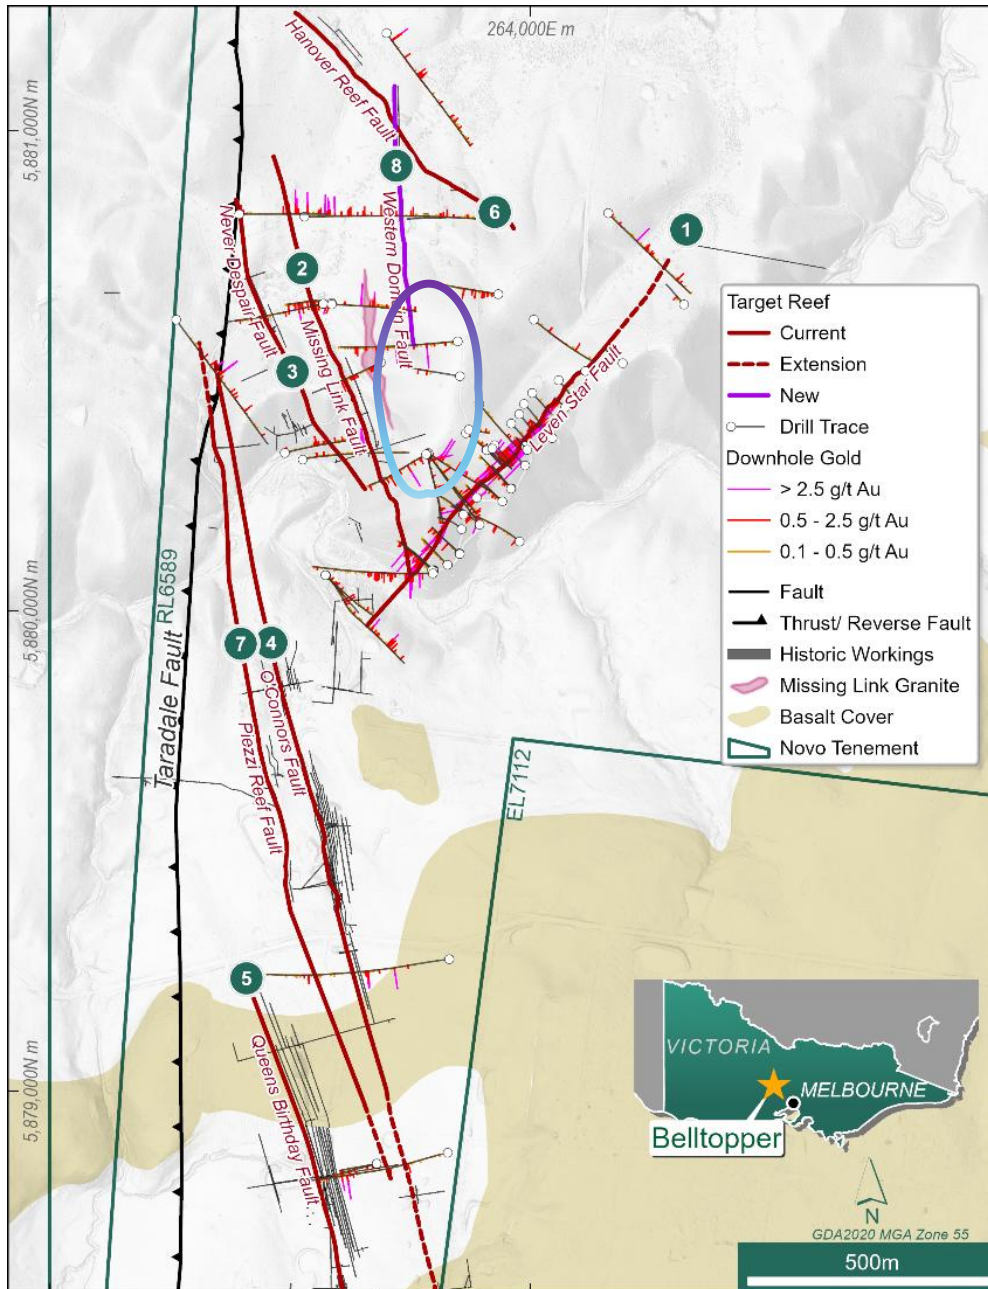 264,000E m
5,881,000N m
5,880,000N m
5,879,000N m
Hanover Reef Fault
8
6
1
Western Domain Fault
Never Despair Fault
2
Missing Link Fault
3
Leven Star Fault
RL6589
Taradale Fault
7
4
O'Connors Fault
Piezzi Reef Fault
EL7112
5
Queens Birthday Fault...
Target Reef
Current
Extension
New
Drill Trace
Downhole Gold
> 2.5 g/t Au
0.5 - 2.5 g/t Au
0.1 - 0.5 g/t Au
Fault
Thrust/ Reverse Fault
Historic Workings
Missing Link Granite
Basalt Cover
Novo Tenement
VICTORIA
MELBOURNE
Belltopper
N
GDA2020 MGA Zone 55
500m